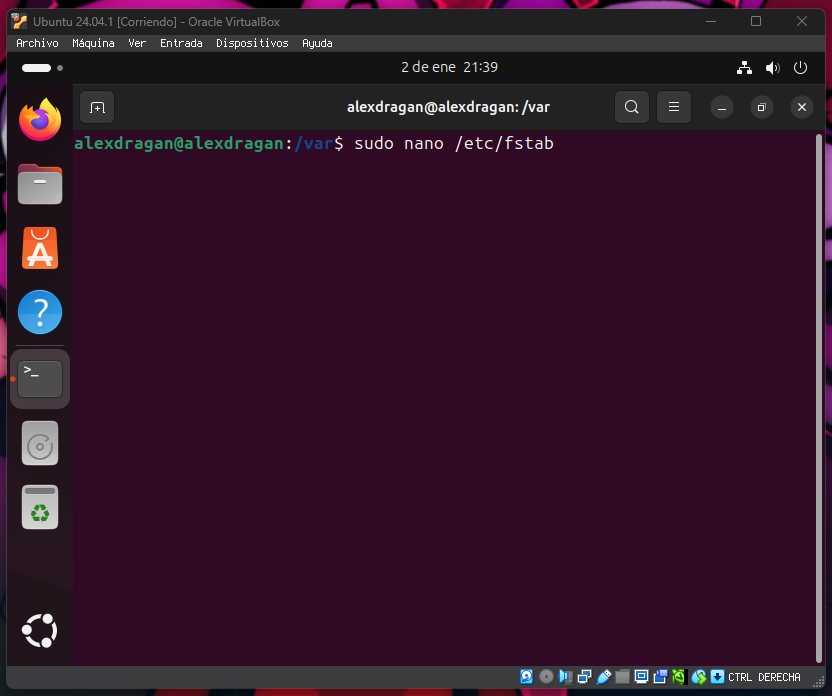 Ubuntu 24.04.1 [Corriendo] - Oracle VirtualBox
Archivo Máquina Ver Entrada Dispositivos Ayuda
2 de ene 21:39
alexdragan@alexdragan: /var
alexdragan@alexdragan:/var$ sudo nano /etc/fstab
>_
?
CTRL DERECHA